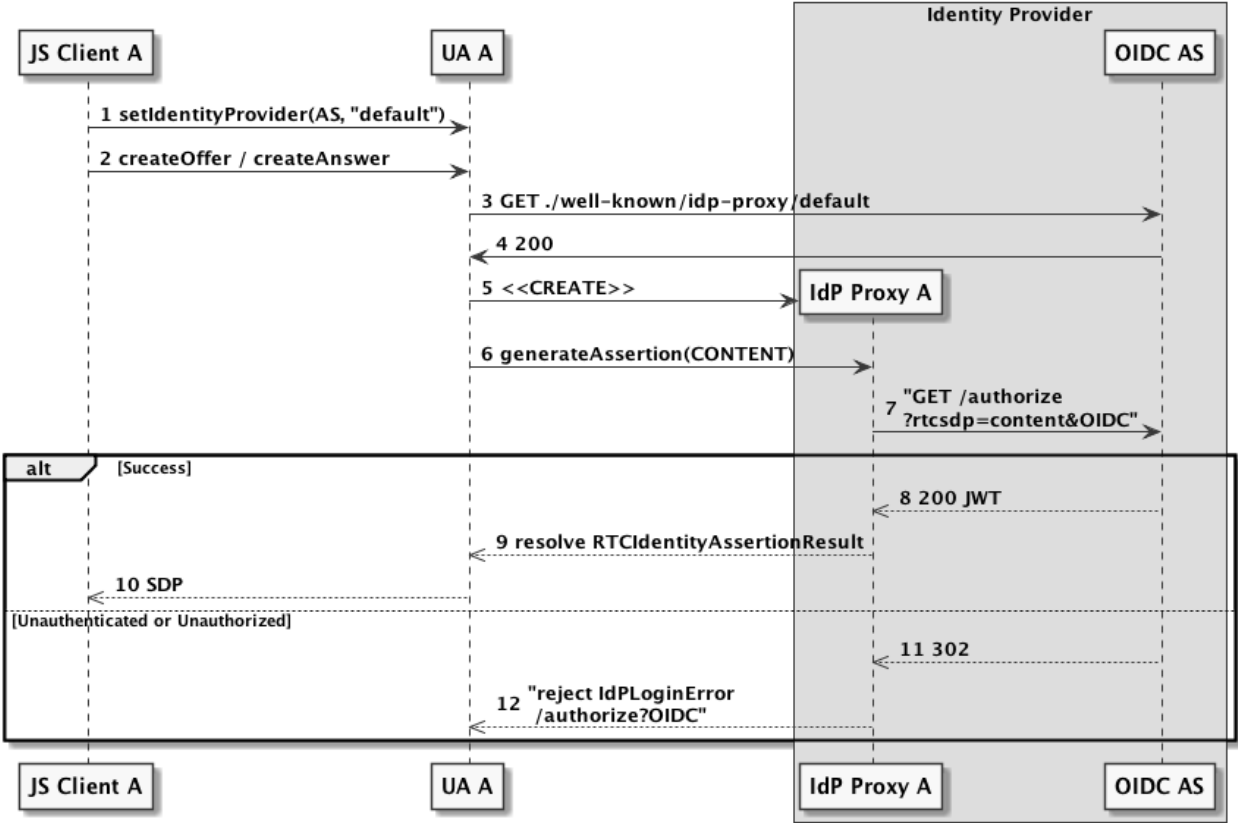 Identity Provider
JS Client A
UA A
OIDC AS
1 setIdentityProvider(AS, "default")
2 createOffer / createAnswer
3 GET ./well-known/idp-proxy/default
4 200
5 <<CREATE>>
IdP Proxy A
6 generateAssertion(CONTENT)
7 "GET /authorize
?rtcsdp=content&OIDC"
alt [Success]
8 200 JWT
9 resolve RTCIdentityAssertionResult
10 SDP
[Unauthenticated or Unauthorized]
11 302
12 "reject IdPLoginError
/authorize?OIDC"
JS Client A
UA A
IdP Proxy A
OIDC AS